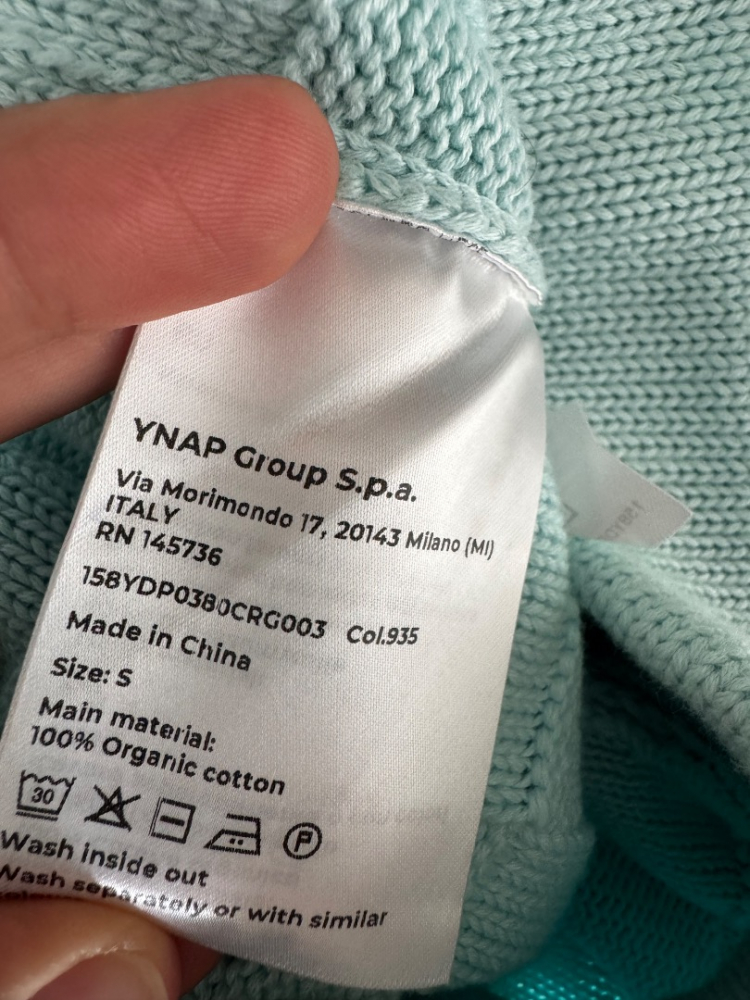 YNAP Group S.p.a.
Via Morimondo 17, 20143 Milano (MI)
ITALY
RN 145736
158YDP0380CRG003 Col.935
Made in China
Size: S
Main material:
100% Organic cotton
30 P
Wash inside out
Wash separately or with similar